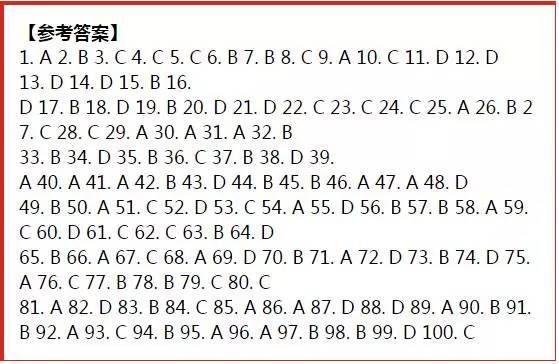 【参考答案】
1. A 2. B 3. C 4. C 5. C 6. B 7. B 8. C 9. A 10. C 11. D 12. D
13. D 14. D 15. B 16.
D 17. B 18. D 19. B 20. D 21. D 22. C 23. C 24. C 25. A 26. B 2
7. C 28. C 29. A 30. A 31. A 32. B
33. B 34. D 35. B 36. C 37. B 38. D 39.
A 40. A 41. A 42. B 43. D 44. B 45. B 46. A 47. A 48. D
49. B 50. A 51. C 52. D 53. C 54. A 55. D 56. B 57. B 58. A 59.
C 60. D 61. C 62. C 63. B 64. D
65. B 66. A 67. C 68. A 69. D 70. B 71. A 72. D 73. B 74. D 75.
A 76. C 77. B 78. B 79. C 80. C
81. A 82. D 83. B 84. C 85. A 86. A 87. D 88. D 89. A 90. B 91.
B 92. A 93. C 94. B 95. A 96. A 97. B 98. B 99. D 100. C